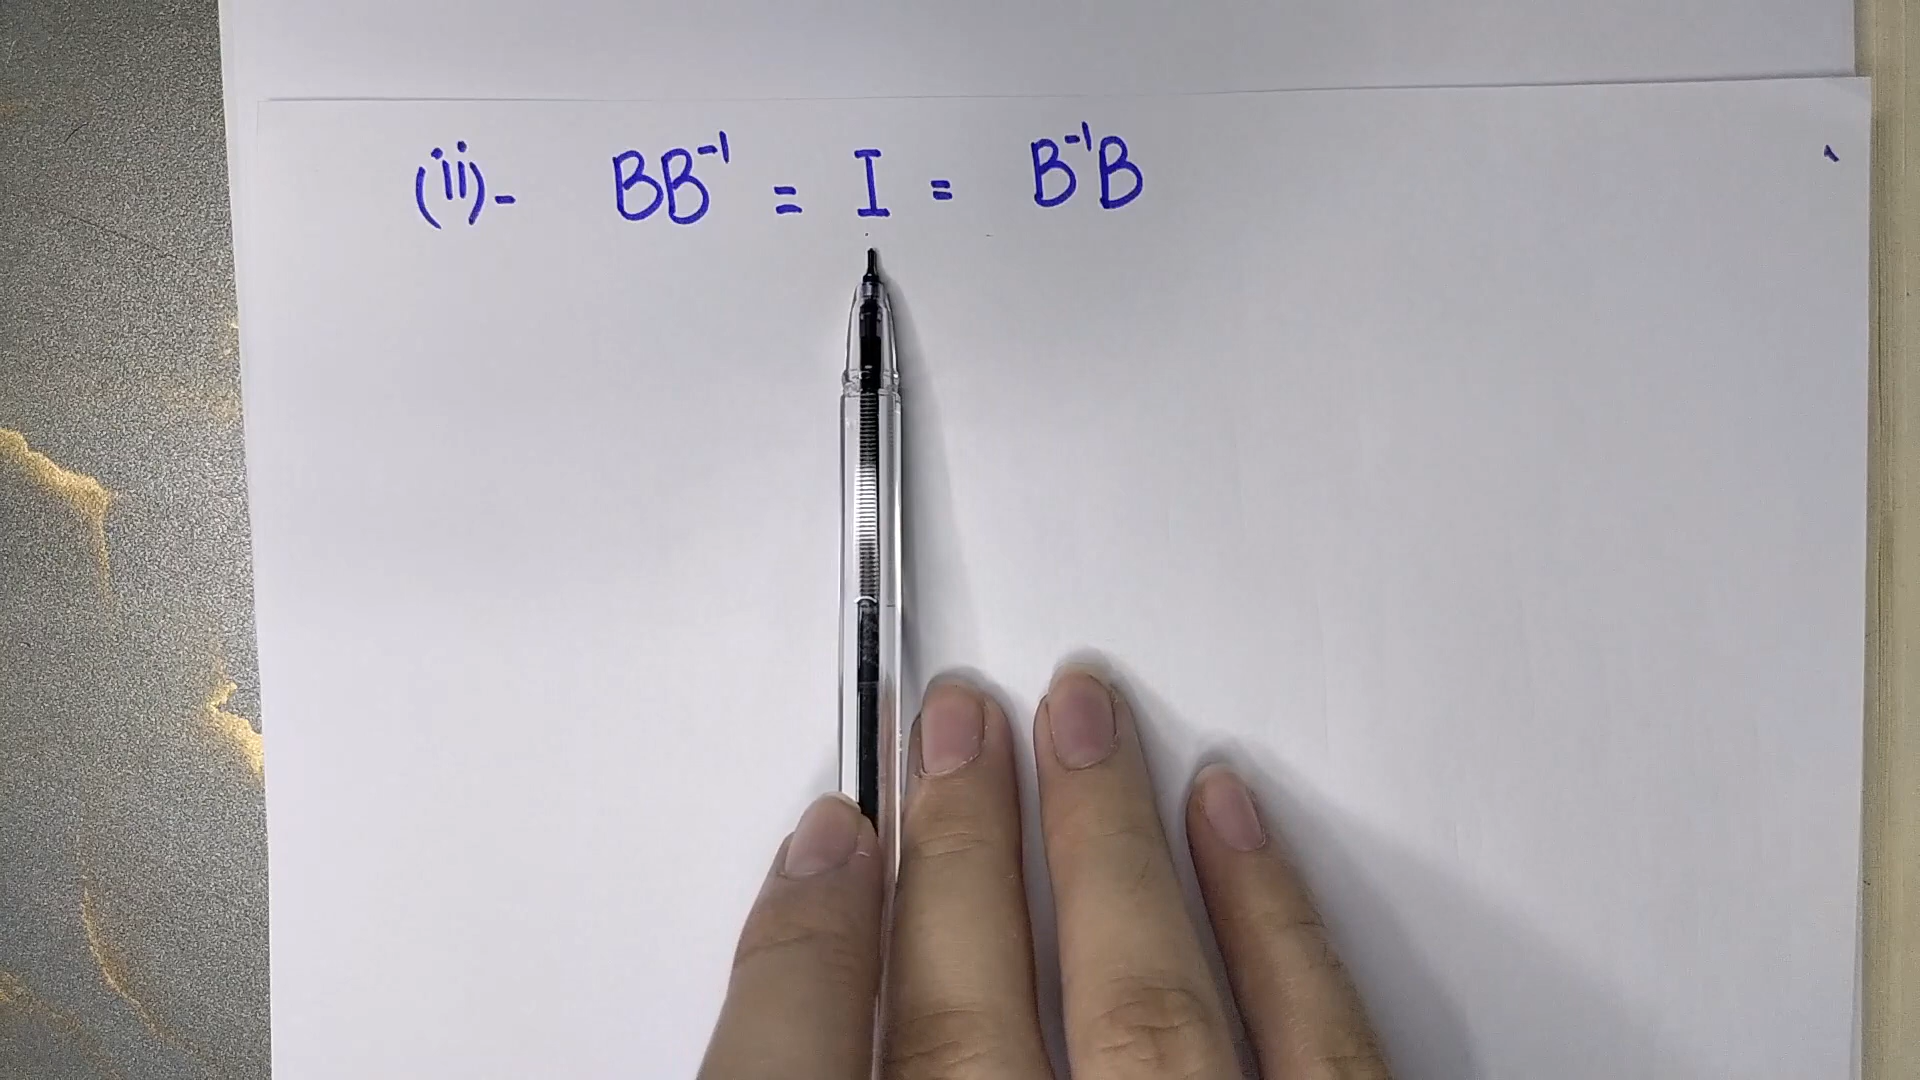 (ii)- BB⁻¹ = I = B⁻¹B